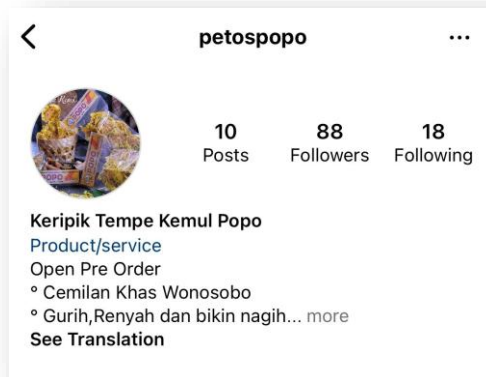 petospopo
10 88 18
Posts Followers Following
Keripik Tempe Kemul Popo
Product/service
Open Pre Order
° Cemilan Khas Wonosobo
° Gurih,Renyah dan bikin nagih... more
See Translation